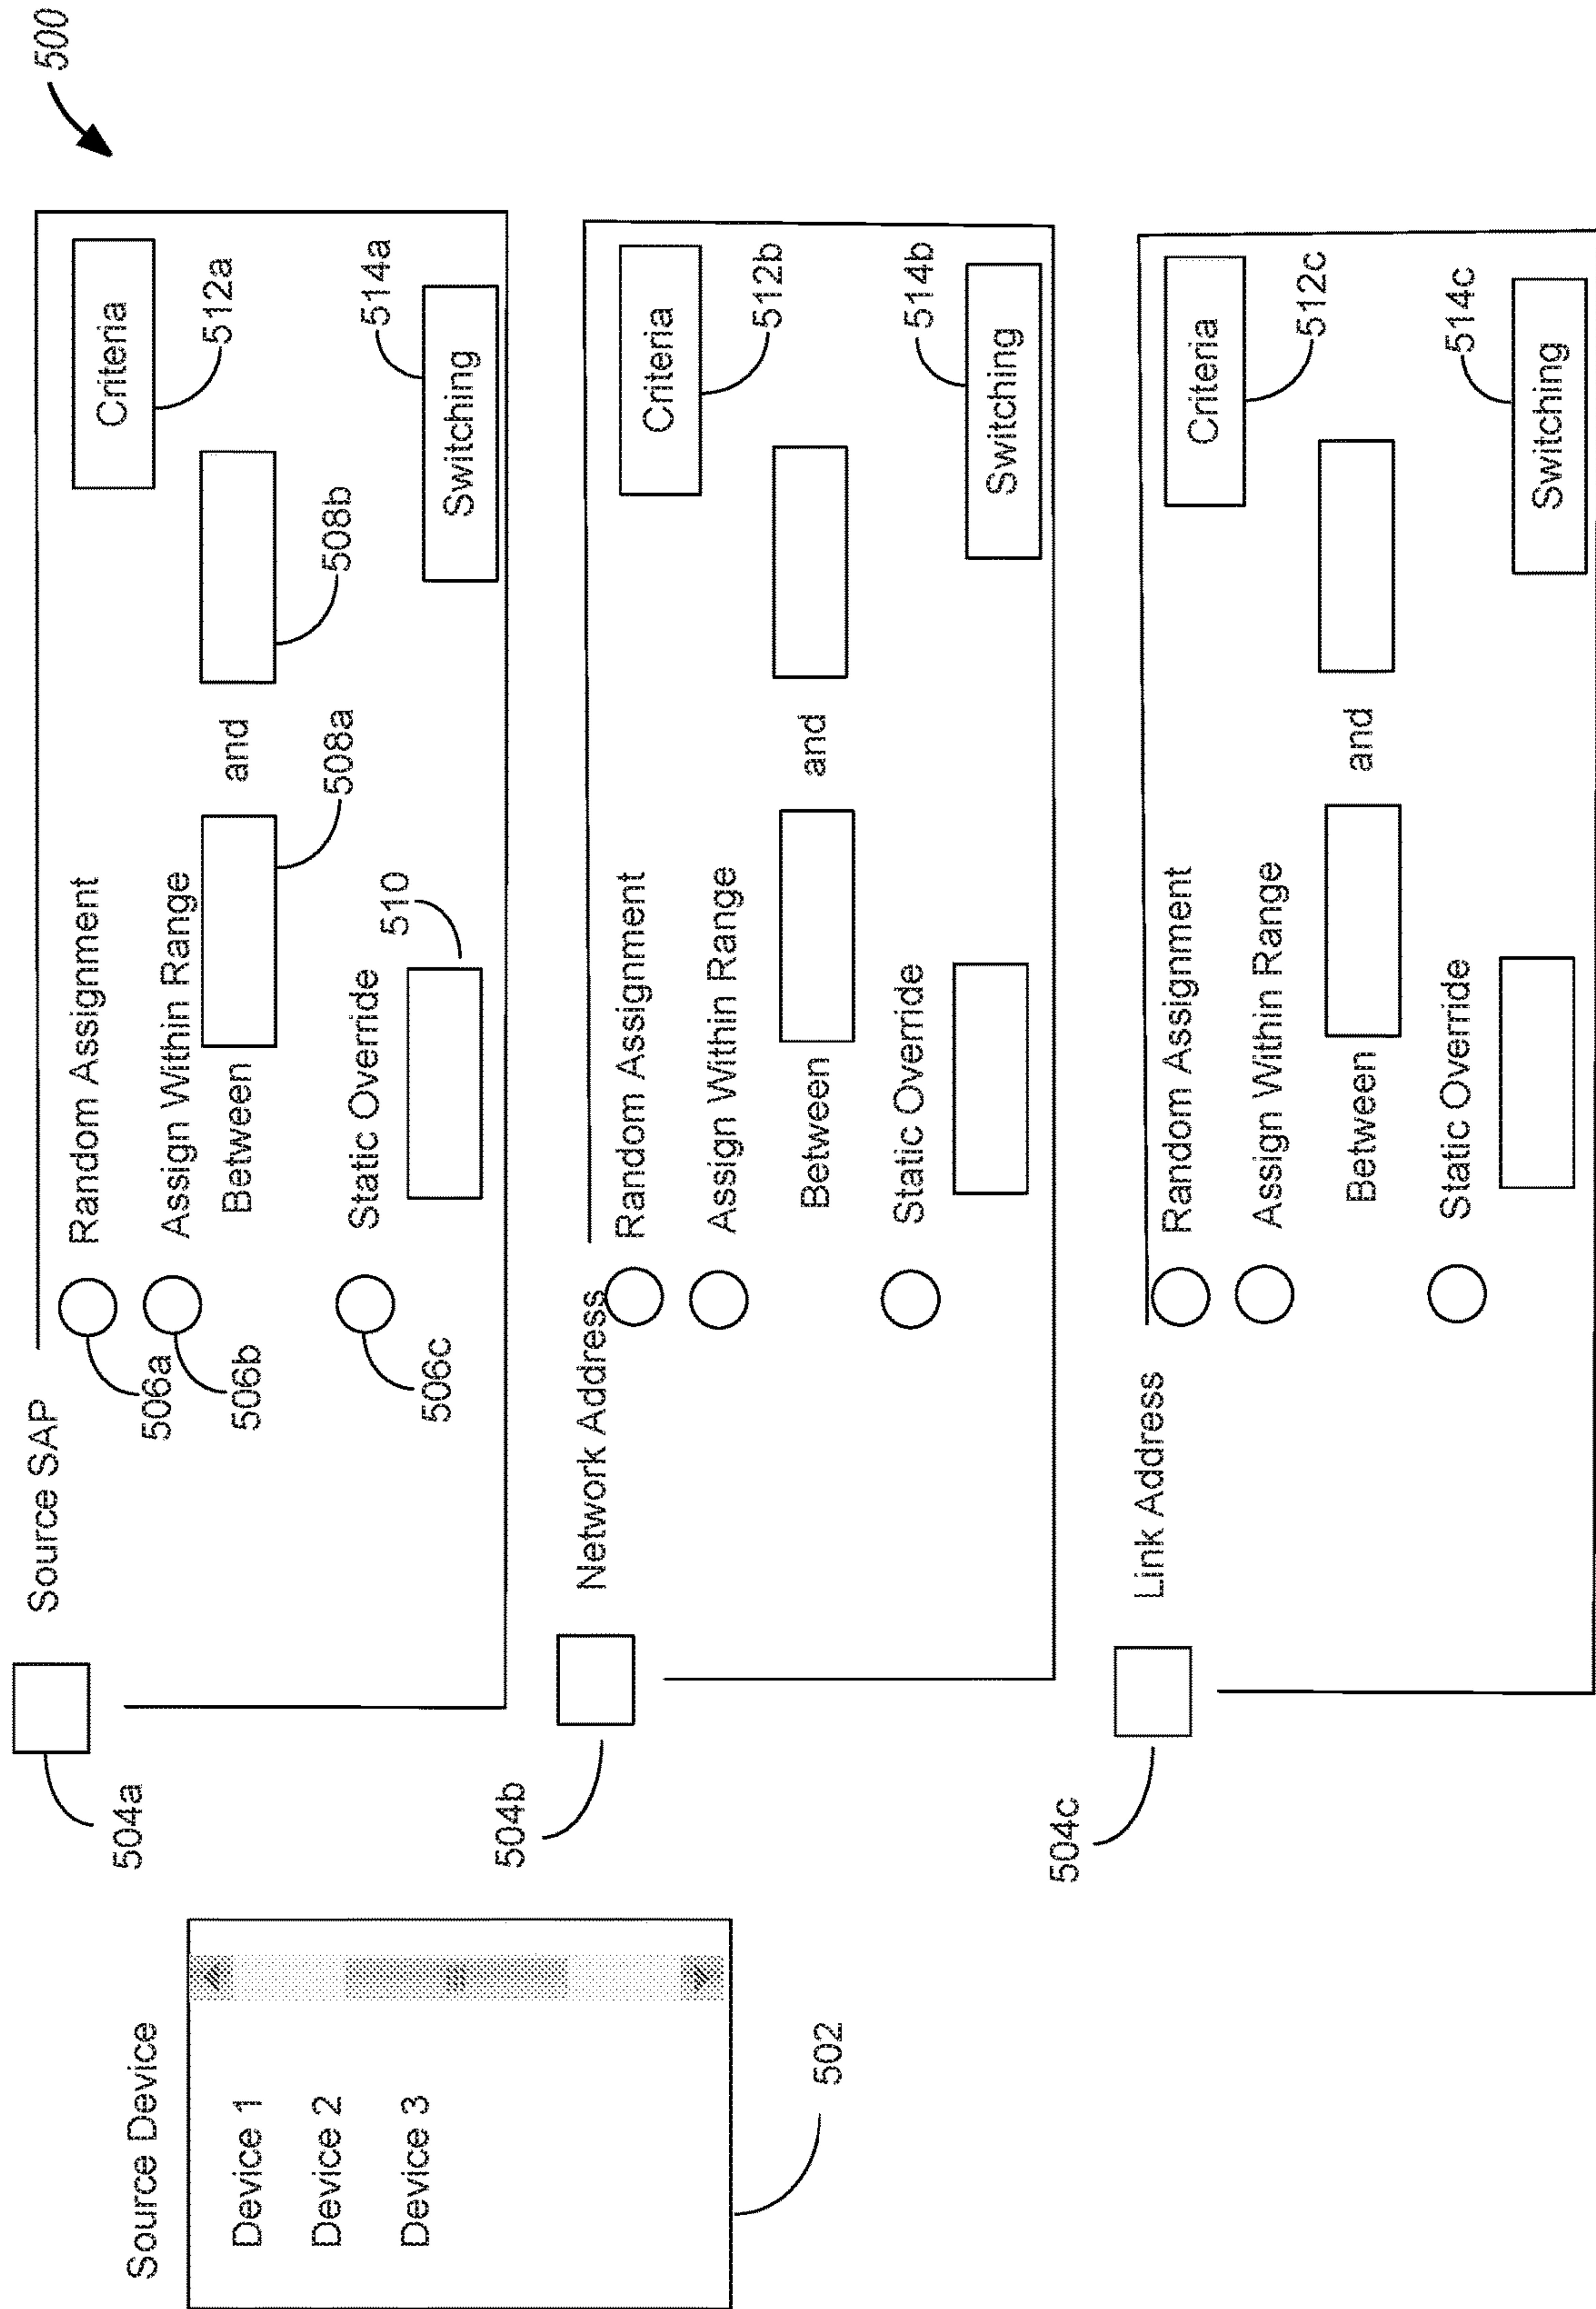 500
Source Device
Device 1
Device 2
Device 3
502
504a
Source SAP
506a
Random Assignment
Criteria
512a
506b
Assign Within Range
Between
and
508a
508b
506c
Static Override
510
514a
Switching
504b
Network Address
Random Assignment
Criteria
512b
Assign Within Range
Between
and
Static Override
514b
Switching
504c
Link Address
Random Assignment
Criteria
512c
Assign Within Range
Between
and
Static Override
514c
Switching